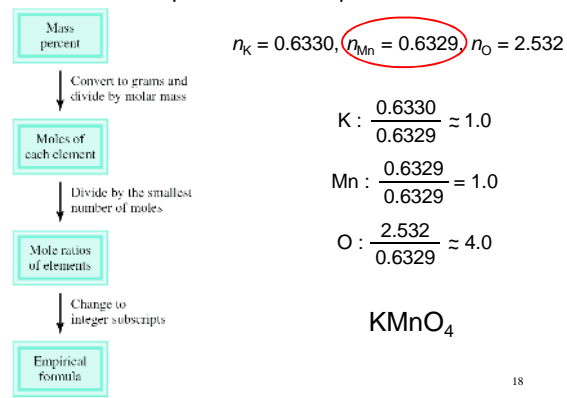 Mass
percent
Convert to grams and
divide by molar mass
Moles of
each element
Divide by the smallest
number of moles
Mole ratios
of elements
Change to
integer subscripts
Empirical
formula
n_K = 0.6330, n_Mn = 0.6329, n_O = 2.532
K : 0.6330 / 0.6329 ≈ 1.0
Mn : 0.6329 / 0.6329 = 1.0
O : 2.532 / 0.6329 ≈ 4.0
KMnO₄
18